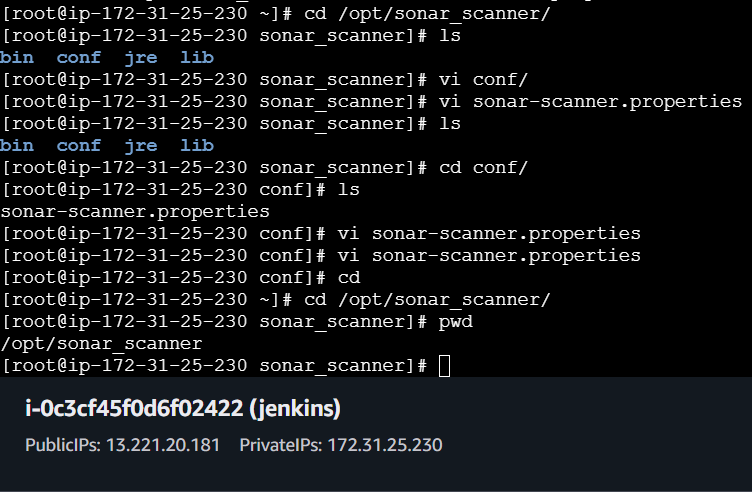 [root@ip-172-31-25-230 ~]# cd /opt/sonar_scanner/
[root@ip-172-31-25-230 sonar_scanner]# ls
bin  conf  jre  lib
[root@ip-172-31-25-230 sonar_scanner]# vi conf/
[root@ip-172-31-25-230 sonar_scanner]# vi sonar-scanner.properties
[root@ip-172-31-25-230 sonar_scanner]# ls
bin  conf  jre  lib
[root@ip-172-31-25-230 sonar_scanner]# cd conf/
[root@ip-172-31-25-230 conf]# ls
sonar-scanner.properties
[root@ip-172-31-25-230 conf]# vi sonar-scanner.properties
[root@ip-172-31-25-230 conf]# vi sonar-scanner.properties
[root@ip-172-31-25-230 conf]# cd
[root@ip-172-31-25-230 ~]# cd /opt/sonar_scanner/
[root@ip-172-31-25-230 sonar_scanner]# pwd
/opt/sonar_scanner
[root@ip-172-31-25-230 sonar_scanner]#
i-0c3cf45f0d6f02422 (jenkins)
PublicIPs: 13.221.20.181 PrivateIPs: 172.31.25.230